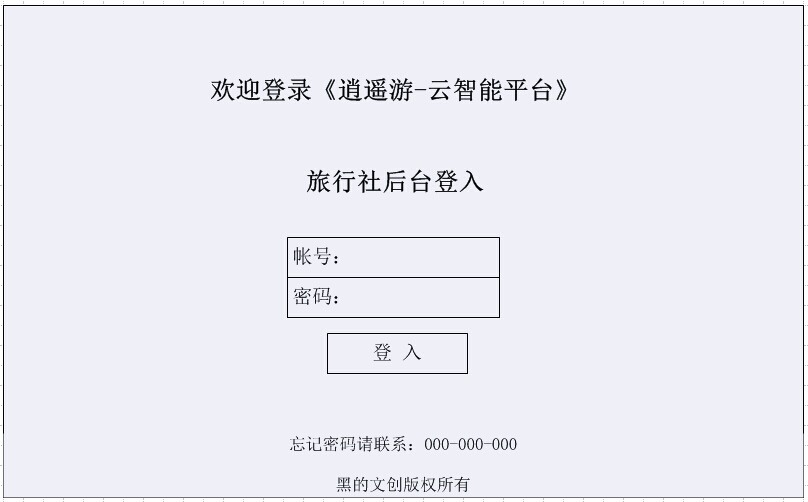 欢迎登录《逍遥游-云智能平台》
旅行社后台登入
帐号：
密码：
登 入
忘记密码请联系：000-000-000
黑的文创版权所有